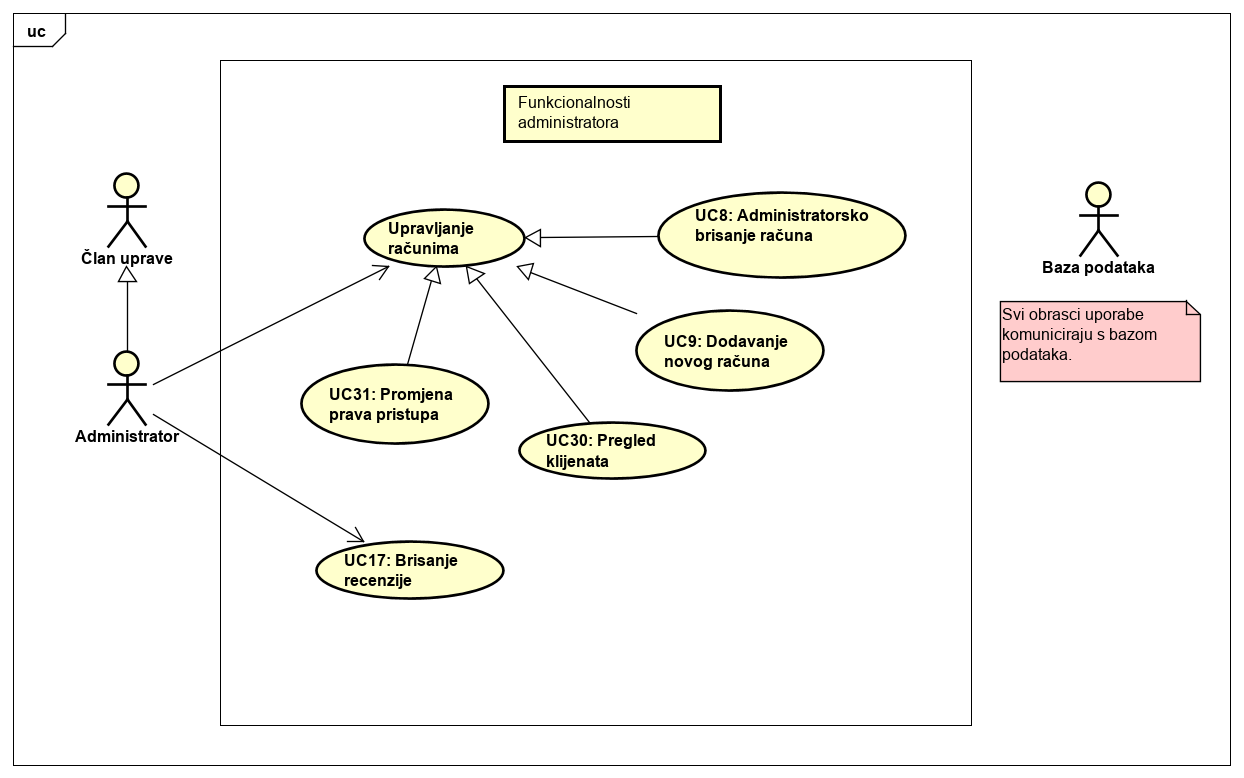 uc
Funkcionalnosti
administratora
Član uprave
Upravljanje
računima
UC8: Administratorsko
brisanje računa
Baza podataka
Svi obrasci uporabe
komuniciraju s bazom
podataka.
UC9: Dodavanje
novog računa
Administrator
UC31: Promjena
prava pristupa
UC30: Pregled
klijenata
UC17: Brisanje
recenzije